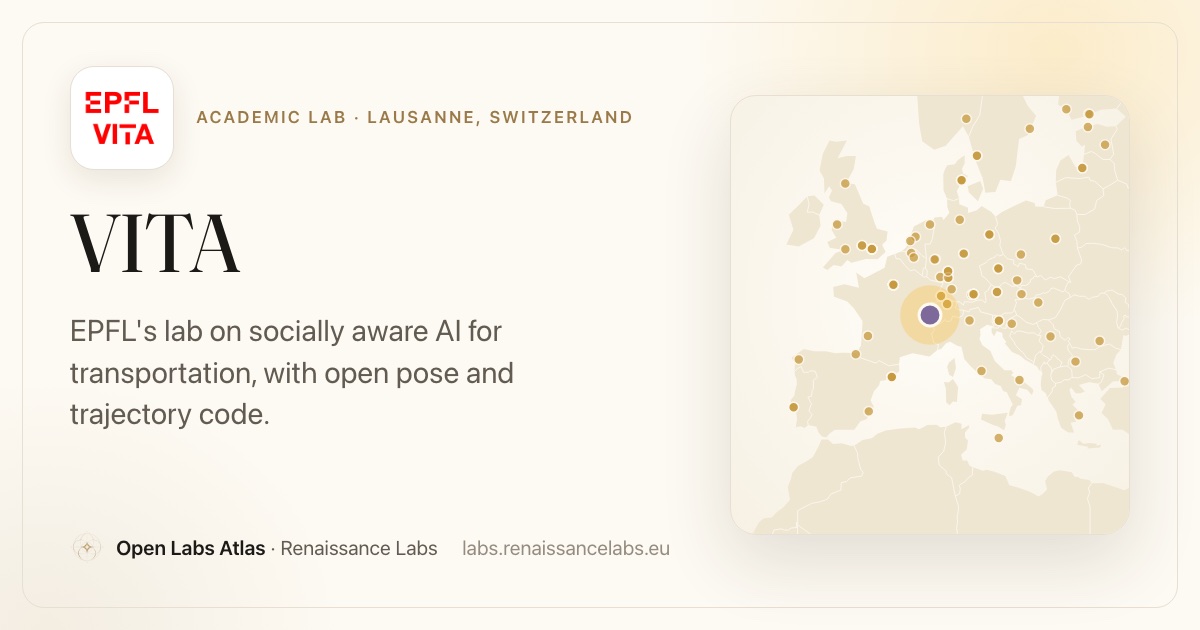 EPFL
VITA
ACADEMIC LAB · LAUSANNE, SWITZERLAND
VITA
EPFL's lab on socially aware AI for
transportation, with open pose and
trajectory code.
Open Labs Atlas · Renaissance Labs labs.renaissancelabs.eu